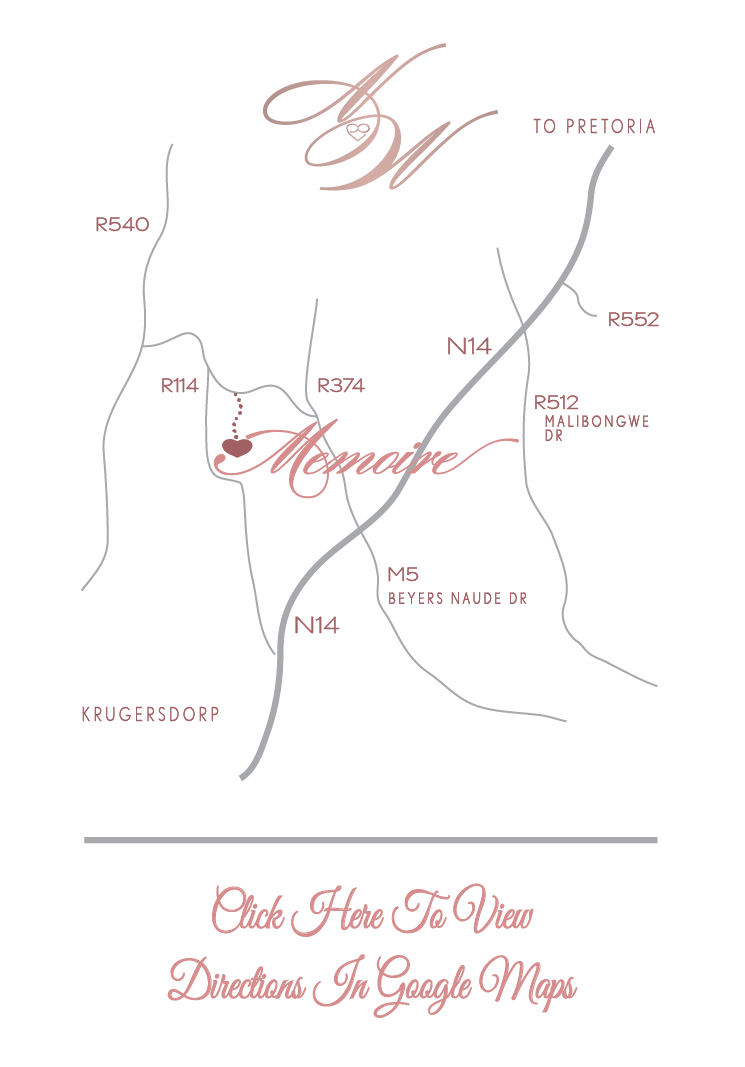 TO PRETORIA
R540
R552
N14
R114
R374
R512
MALIBONGWE
DR
Memoire
M5
BEYERS NAUDE DR
N14
KRUGERSDORP
Click Here To View
Directions In Google Maps